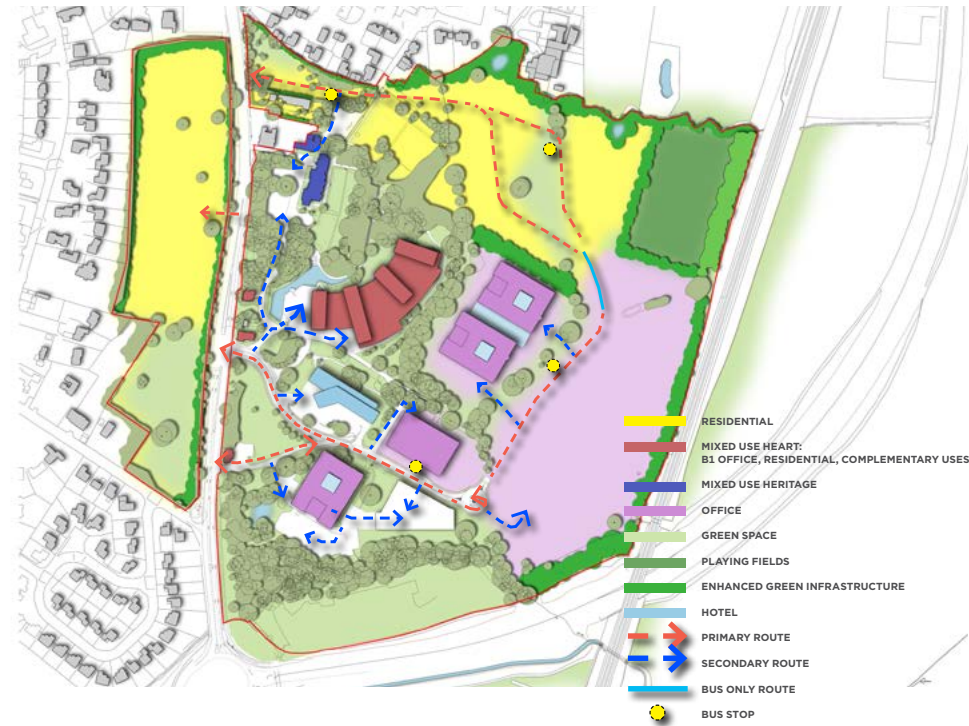 RESIDENTIAL
MIXED USE HEART:
B1 OFFICE, RESIDENTIAL, COMPLEMENTARY USES
MIXED USE HERITAGE
OFFICE
GREEN SPACE
PLAYING FIELDS
ENHANCED GREEN INFRASTRUCTURE
HOTEL
PRIMARY ROUTE
SECONDARY ROUTE
BUS ONLY ROUTE
BUS STOP